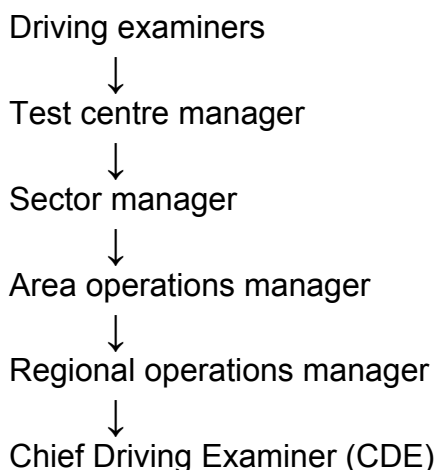 Driving examiners
↓
Test centre manager
↓
Sector manager
↓
Area operations manager
↓
Regional operations manager
↓
Chief Driving Examiner (CDE)